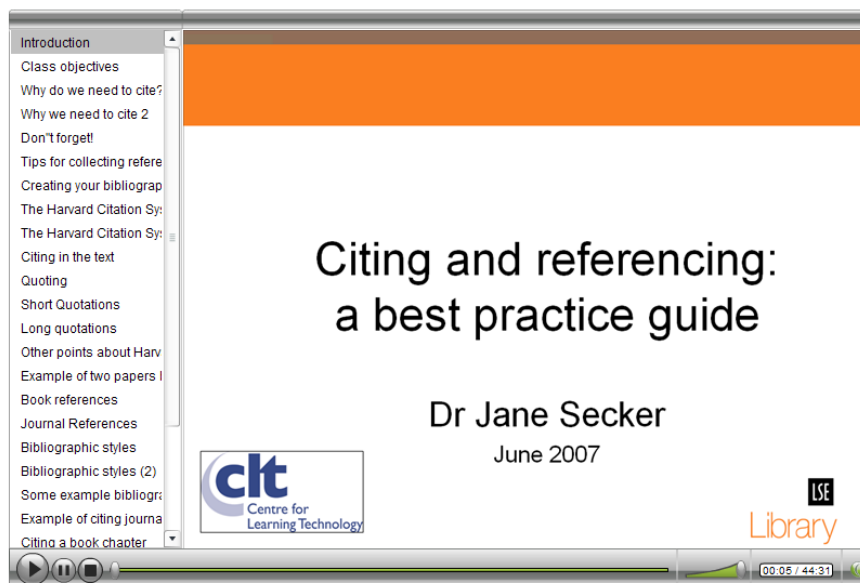 Introduction
Class objectives
Why do we need to cite?
Why we need to cite 2
Don"t forget!
Tips for collecting refere
Creating your bibliograp
The Harvard Citation Sy
The Harvard Citation Sy
Citing in the text
Quoting
Short Quotations
Long quotations
Other points about Harv
Example of two papers
Book references
Journal References
Bibliographic styles
Bibliographic styles (2)
Some example bibliogra
Example of citing journa
Citing a book chapter
Citing and referencing:
a best practice guide
Dr Jane Secker
June 2007
clt
Centre for
Learning Technology
LSE
Library
00:05 / 44:31